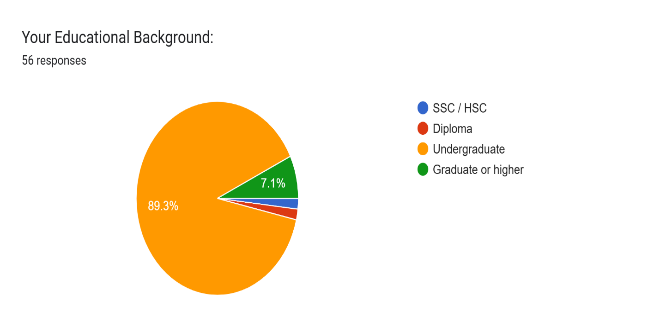 Your Educational Background:
56 responses
SSC / HSC
Diploma
Undergraduate
Graduate or higher
7.1%
89.3%